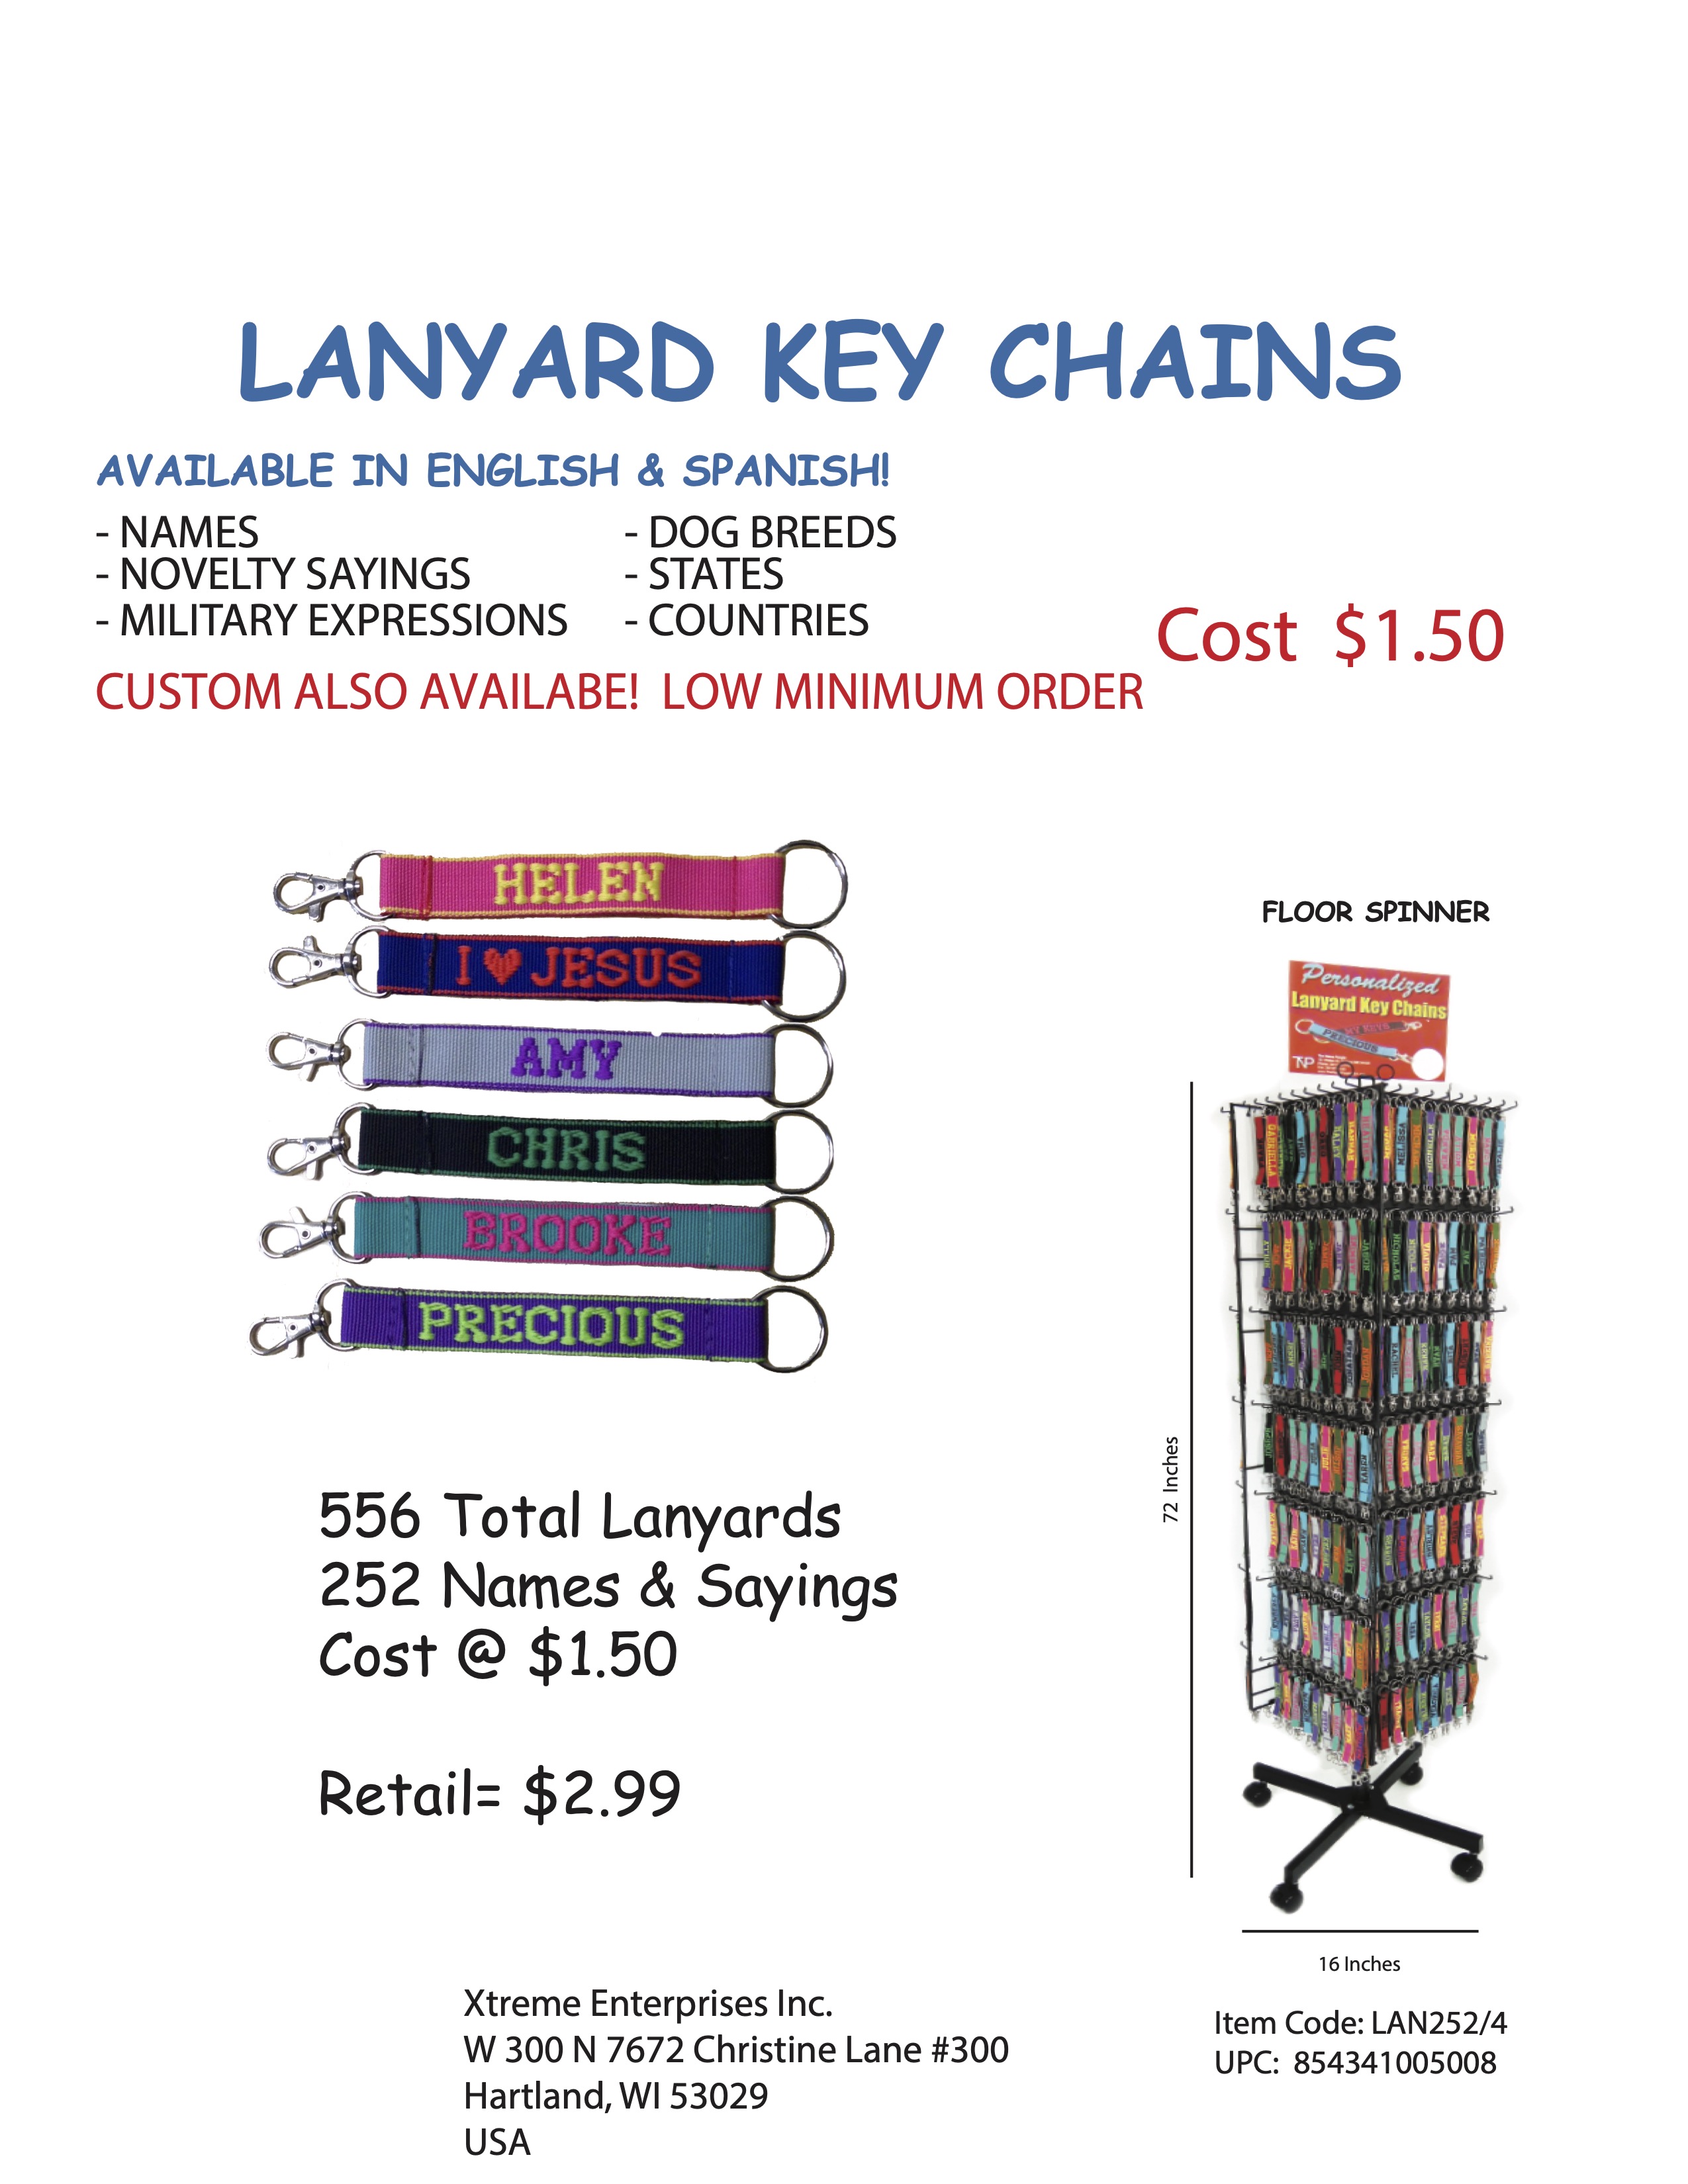 LANYARD KEY CHAINS
AVAILABLE IN ENGLISH & SPANISH!
- NAMES
- NOVELTY SAYINGS
- MILITARY EXPRESSIONS
- DOG BREEDS
- STATES
- COUNTRIES
Cost $1.50
CUSTOM ALSO AVAILABE! LOW MINIMUM ORDER
HELEN
I ♥ JESUS
AMY
CHRIS
BROOKE
PRECIOUS
FLOOR SPINNER
Personalized
Lanyard Key Chains
PRECIOUS
TNP
72 Inches
16 Inches
556 Total Lanyards
252 Names & Sayings
Cost @ $1.50
Retail= $2.99
Xtreme Enterprises Inc.
W 300 N 7672 Christine Lane #300
Hartland, WI 53029
USA
Item Code: LAN252/4
UPC: 854341005008